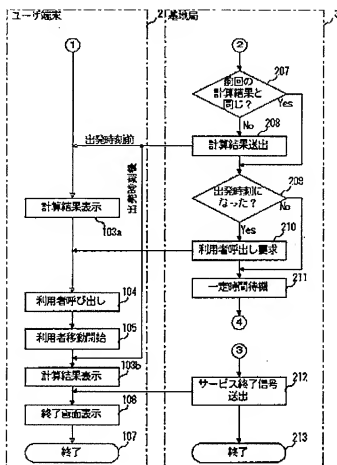 ユーザ端末
2
基地局
①
②
207
前回の
計算結果と
同じ?
Yes
No
208
計算結果送出
出発時刻前
出発時刻後
209
出発時刻に
なった?
No
Yes
計算結果表示
103a
210
利用者呼出し要求
211
一定時間待機
104
利用者呼び出し
④
105
利用者移動開始
③
計算結果表示
103b
212
サービス終了信号
送出
106
終了画面表示
107
終了
213
終了